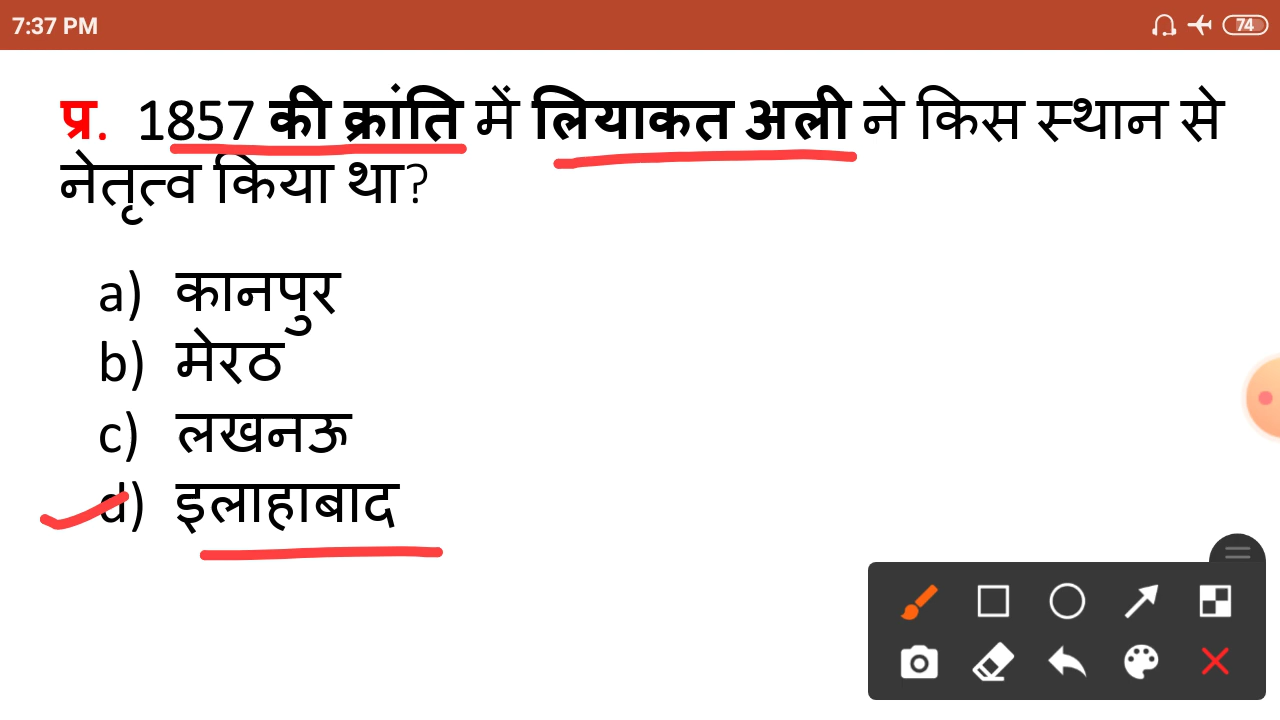 7:37 PM
74
प्र. 1857 की क्रांति में लियाकत अली ने किस स्थान से
नेतृत्व किया था?
a) कानपुर
b) मेरठ
c) लखनऊ
d) इलाहाबाद